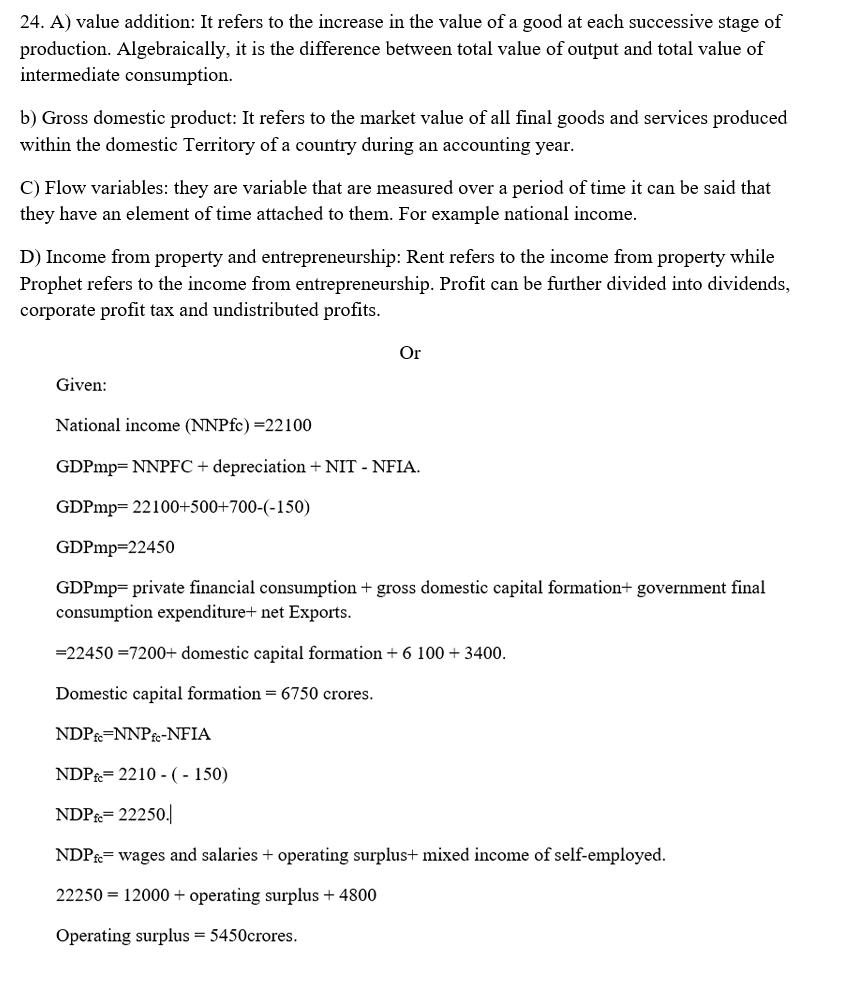 24. A) value addition: It refers to the increase in the value of a good at each successive stage of
production. Algebraically, it is the difference between total value of output and total value of
intermediate consumption.
b) Gross domestic product: It refers to the market value of all final goods and services produced
within the domestic Territory of a country during an accounting year.
C) Flow variables: they are variable that are measured over a period of time it can be said that
they have an element of time attached to them. For example national income.
D) Income from property and entrepreneurship: Rent refers to the income from property while
Prophet refers to the income from entrepreneurship. Profit can be further divided into dividends,
corporate profit tax and undistributed profits.
Or
Given:
National income (NNPfc) =22100
GDPmp= NNPFC + depreciation + NIT - NFIA.
GDPmp= 22100+500+700-(-150)
GDPmp=22450
GDPmp= private financial consumption + gross domestic capital formation+ government final
consumption expenditure+ net Exports.
=22450 =7200+ domestic capital formation + 6 100 + 3400.
Domestic capital formation = 6750 crores.
NDPfc=NNPfc-NFIA
NDPfc= 2210 - ( - 150)
NDPfc= 22250.
NDPfc= wages and salaries + operating surplus+ mixed income of self-employed.
22250 = 12000 + operating surplus + 4800
Operating surplus = 5450crores.